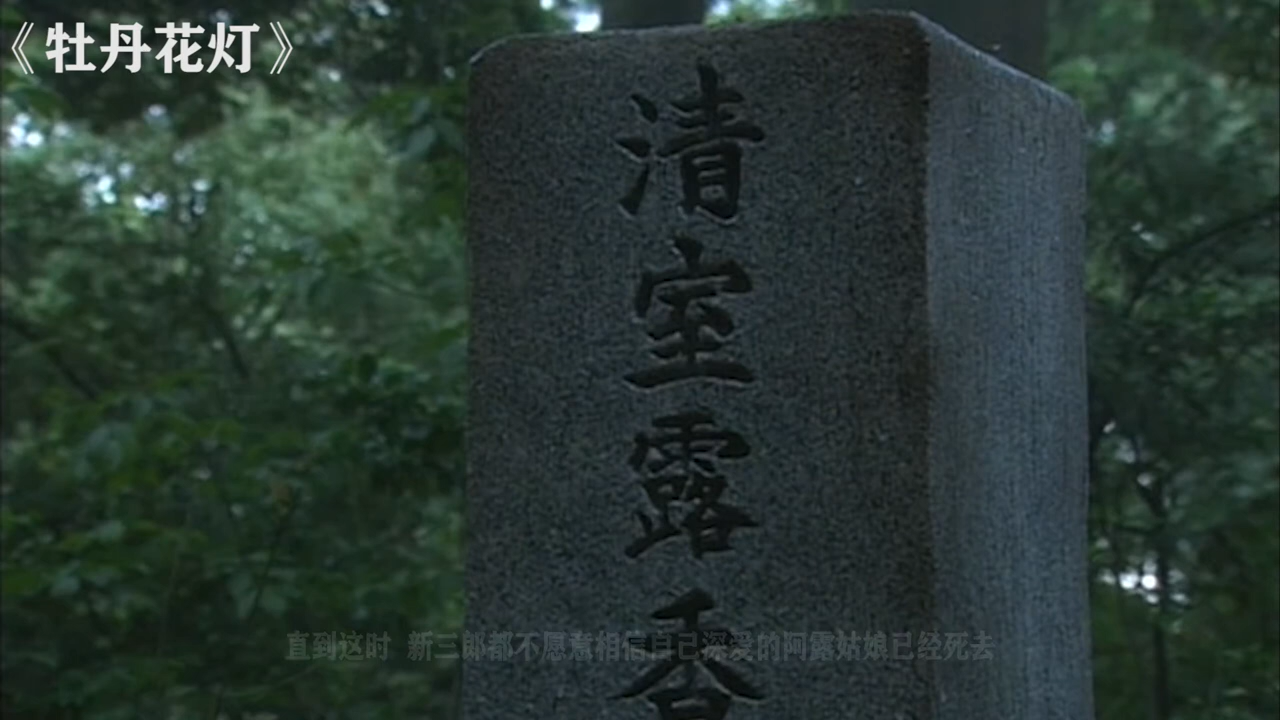 《牡丹花灯》
清室露香
直到这时 新三郎都不愿意相信自己深爱的阿露姑娘已经死去